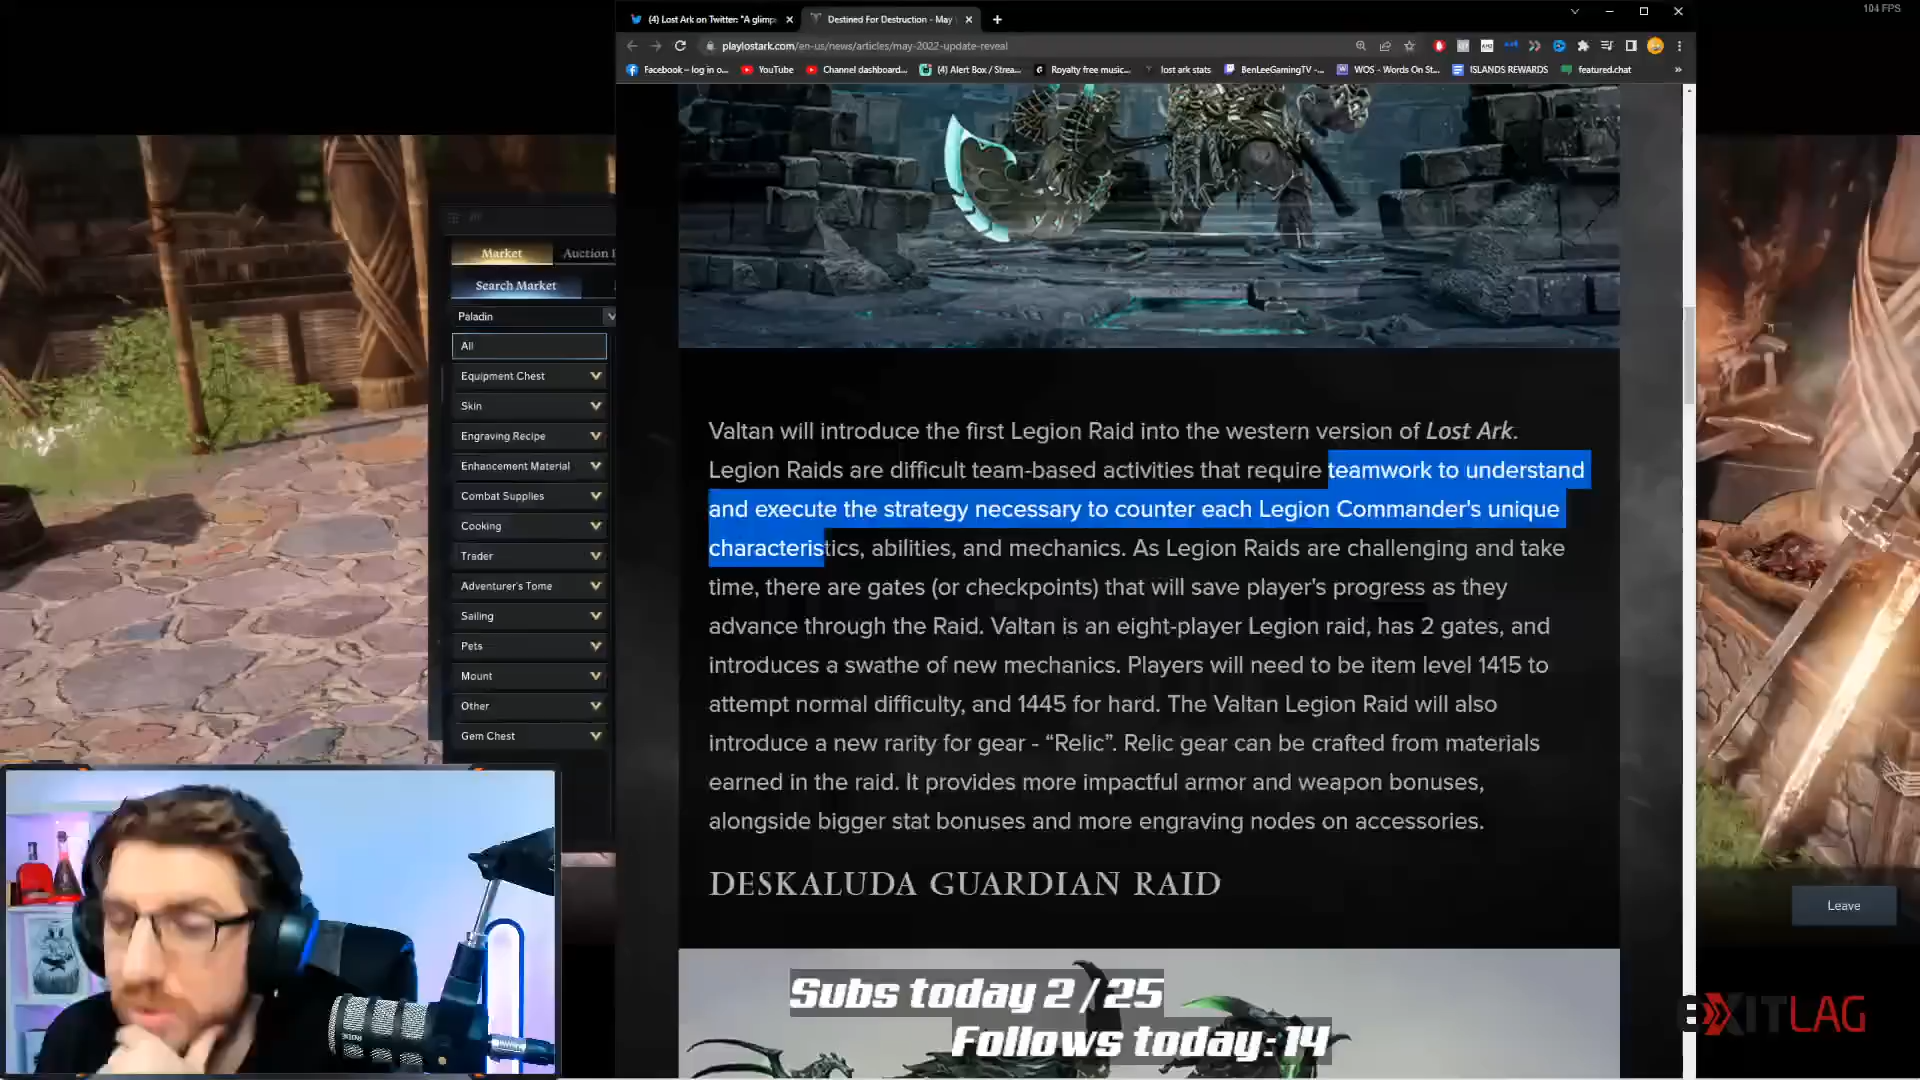 104 FPS
(4) Lost Ark on Twitter: "A glimp
Destined For Destruction - May
playlostark.com/en-us/news/articles/may-2022-update-reveal
Facebook – log in o...
YouTube
Channel dashboard...
(4) Alert Box / Strea...
Royalty free music...
lost ark stats
BenLeeGamingTV -...
WOS - Words On St...
ISLANDS REWARDS
featured.chat
Market
Auction
Search Market
Paladin
All
Equipment Chest
Skin
Engraving Recipe
Enhancement Material
Combat Supplies
Cooking
Trader
Adventurer's Tome
Sailing
Pets
Mount
Other
Gem Chest
Valtan will introduce the first Legion Raid into the western version of Lost Ark.
Legion Raids are difficult team-based activities that require teamwork to understand
and execute the strategy necessary to counter each Legion Commander's unique
characteristics, abilities, and mechanics. As Legion Raids are challenging and take
time, there are gates (or checkpoints) that will save player's progress as they
advance through the Raid. Valtan is an eight-player Legion raid, has 2 gates, and
introduces a swathe of new mechanics. Players will need to be item level 1415 to
attempt normal difficulty, and 1445 for hard. The Valtan Legion Raid will also
introduce a new rarity for gear - “Relic”. Relic gear can be crafted from materials
earned in the raid. It provides more impactful armor and weapon bonuses,
alongside bigger stat bonuses and more engraving nodes on accessories.
DESKALUDA GUARDIAN RAID
Leave
Subs today 2/25
Follows today: 14
EXITLAG